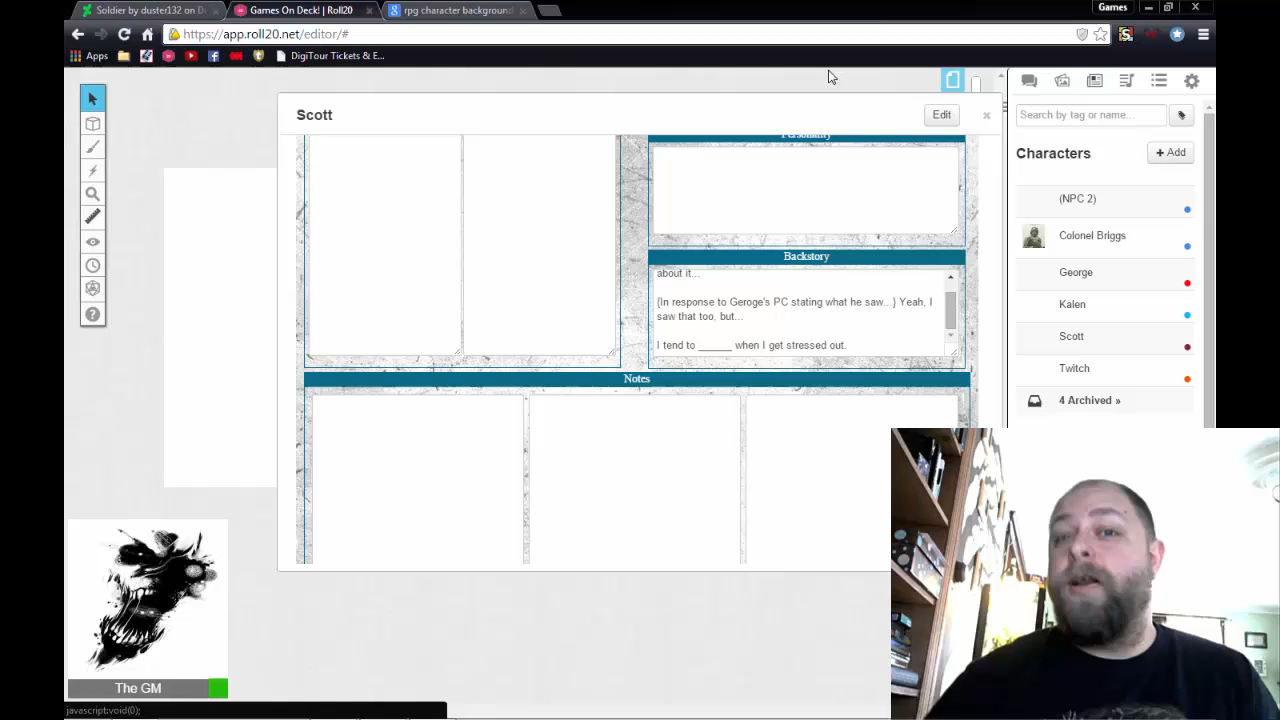 Soldier by duster132 on D
Games On Deck! | Roll20
rpg character background
Games
https://app.roll20.net/editor/#
Apps
DigiTour Tickets & E...
Scott
Edit
Search by tag or name...
Characters
+ Add
Personality
(NPC 2)
Colonel Briggs
Backstory
about it...
{In response to Geroge's PC stating what he saw...} Yeah, I
saw that too, but...
I tend to ______ when I get stressed out.
George
Kalen
Scott
Twitch
4 Archived »
Notes
The GM
javascript:void(0);